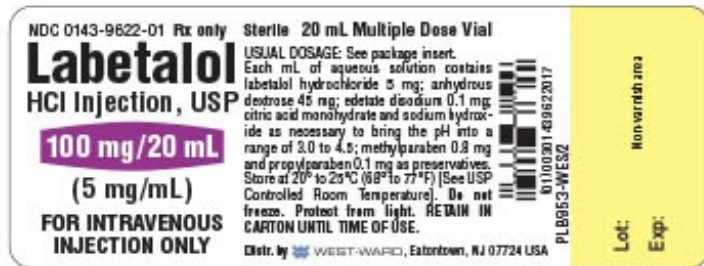 NDC 0143-9622-01 Rx only
Labetalol
HCl Injection, USP
100 mg/20 mL
(5 mg/mL)
FOR INTRAVENOUS
INJECTION ONLY
Sterile 20 mL Multiple Dose Vial
USUAL DOSAGE: See package insert.
Each mL of aqueous solution contains
labetalol hydrochloride 5 mg; anhydrous
dextrose 45 mg; edetate disodium 0.1 mg;
citric acid monohydrate and sodium hydrox-
ide as necessary to bring the pH into a
range of 3.0 to 4.5; methylparaben 0.8 mg
and propylparaben 0.1 mg as preservatives.
Store at 20° to 25°C (68° to 77°F) [See USP
Controlled Room Temperature]. Do not
freeze. Protect from light. RETAIN IN
CARTON UNTIL TIME OF USE.
Distr. by WEST-WARD, Eatontown, NJ 07724 USA
(01)00301439622017
PLB953-WES/2
Non-varnish area
Lot:
Exp: